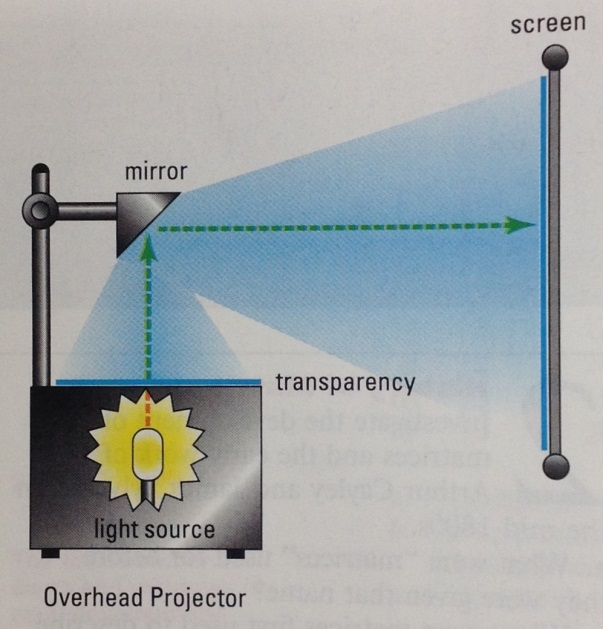 screen
mirror
transparency
light source
Overhead Projector